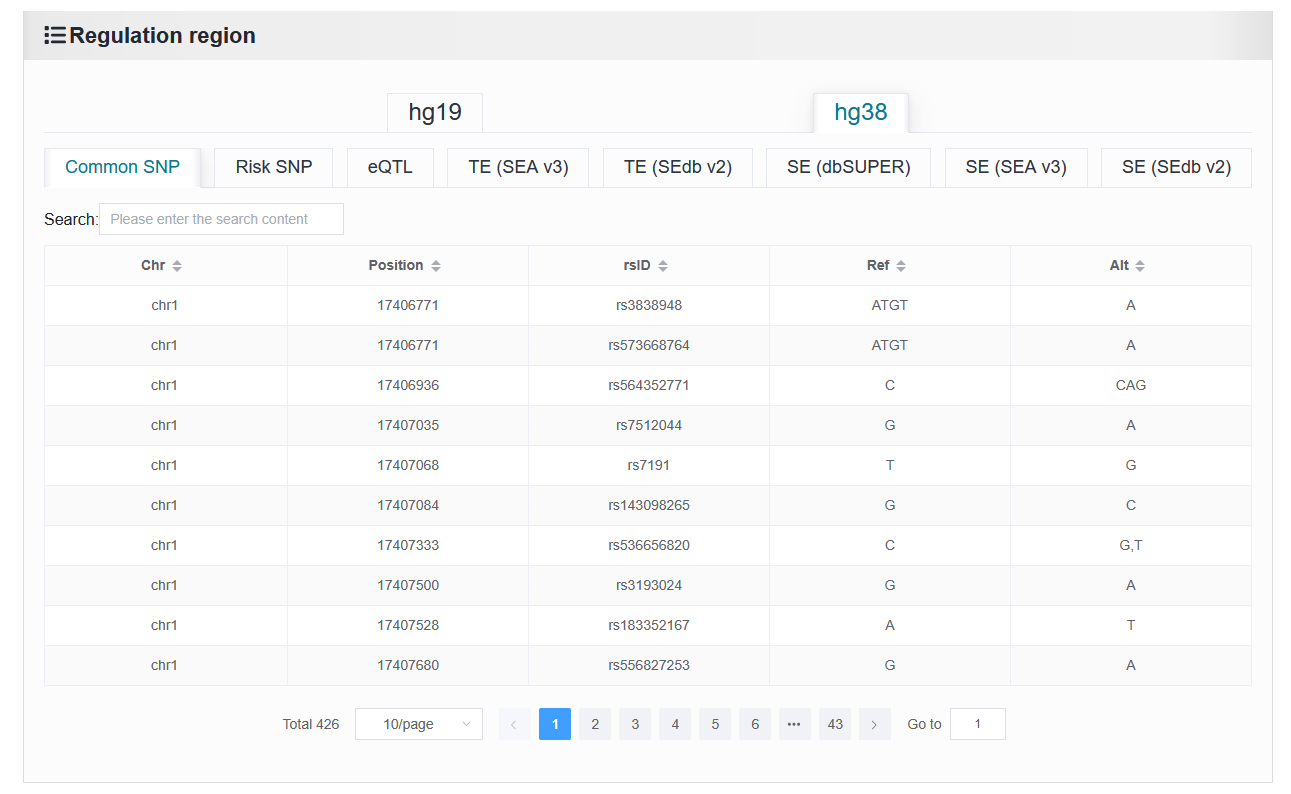 Regulation region
hg19 hg38
Common SNP Risk SNP eQTL TE (SEA v3) TE (SEdb v2) SE (dbSUPER) SE (SEA v3) SE (SEdb v2)
Search: Please enter the search content
Chr Position rsID Ref Alt
chr1 17406771 rs3838948 ATGT A
chr1 17406771 rs573668764 ATGT A
chr1 17406936 rs564352771 C CAG
chr1 17407035 rs7512044 G A
chr1 17407068 rs7191 T G
chr1 17407084 rs143098265 G C
chr1 17407333 rs536656820 C G,T
chr1 17407500 rs3193024 G A
chr1 17407528 rs183352167 A T
chr1 17407680 rs556827253 G A
Total 426 10/page 1 2 3 4 5 6 ••• 43 Go to 1